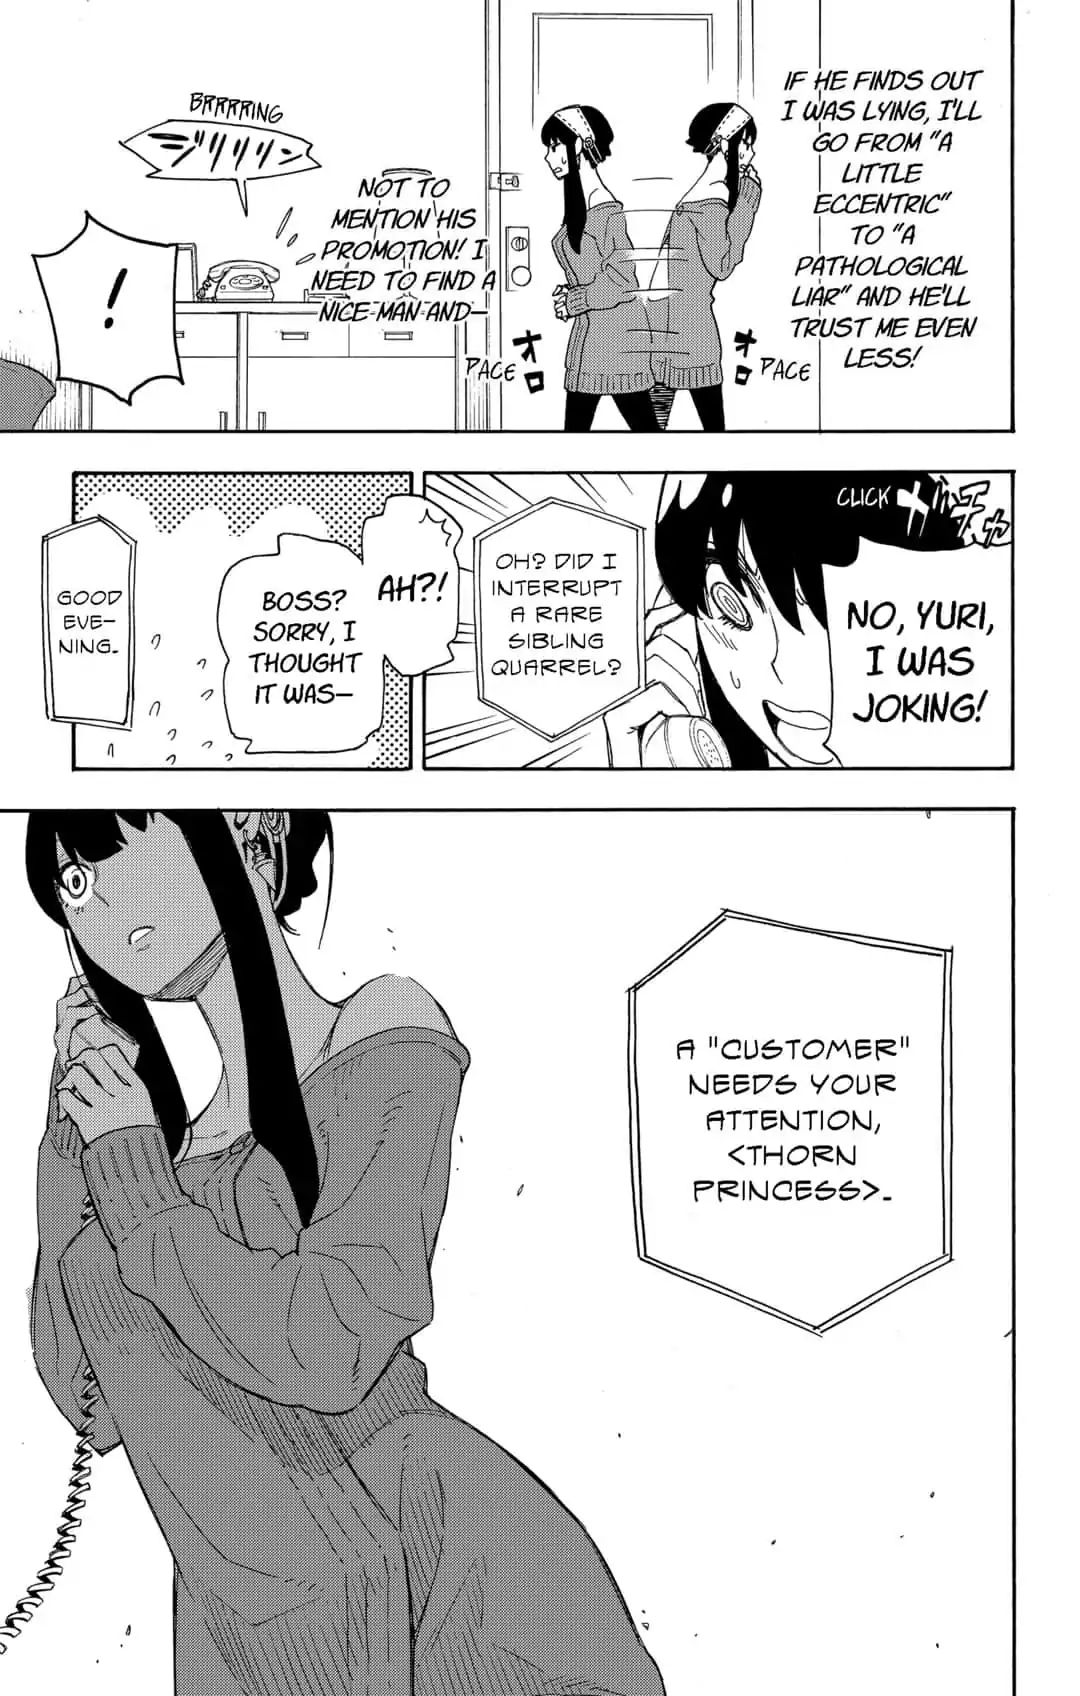 IF HE FINDS OUT
I WAS LYING, I'LL
GO FROM "A
LITTLE
ECCENTRIC"
TO "A
PATHOLOGICAL
LIAR" AND HE'LL
TRUST ME EVEN
LESS!
PACE
オロ
PACE
オロ
NOT TO
MENTION HIS
PROMOTION! I
NEED TO FIND A
NICE MAN AND—
BRRRRING
ジリリリン
!
CLICK
ガチャ
NO, YURI,
I WAS
JOKING!
OH? DID I
INTERRUPT
A RARE
SIBLING
QUARREL?
AH?!
BOSS?
SORRY, I
THOUGHT
IT WAS—
GOOD
EVE-
NING.
A "CUSTOMER"
NEEDS YOUR
ATTENTION,
<THORN
PRINCESS>.